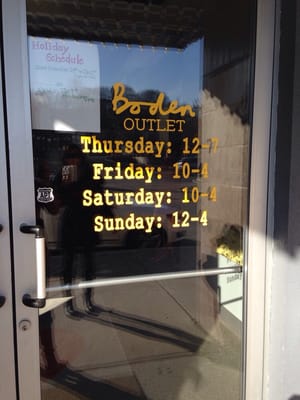 Holiday
Schedule
Boden
OUTLET
Thursday: 12-7
Friday: 10-4
Saturday: 10-4
Sunday: 12-4